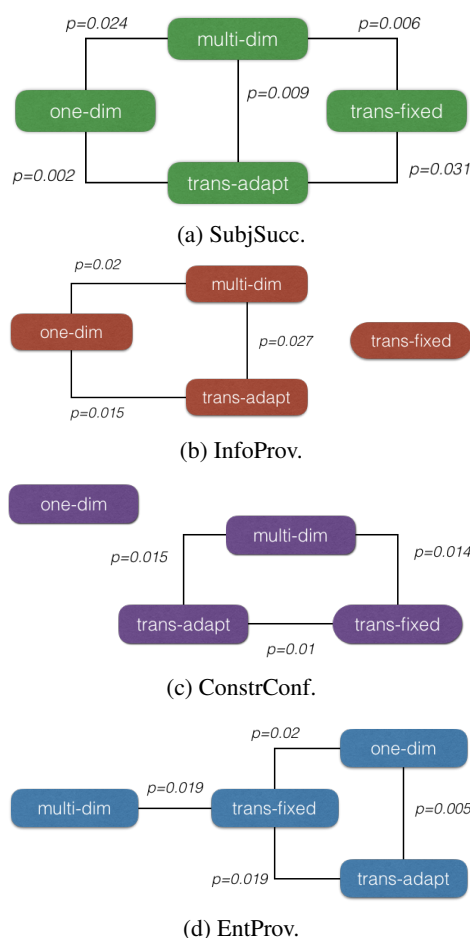 p=0.024
p=0.006
multi-dim
one-dim
p=0.009
trans-fixed
p=0.002
trans-adapt
p=0.031
(a) SubjSucc.
p=0.02
multi-dim
one-dim
p=0.027
trans-fixed
p=0.015
trans-adapt
(b) InfoProv.
one-dim
multi-dim
p=0.015
p=0.014
trans-adapt
trans-fixed
p=0.01
(c) ConstrConf.
p=0.02
one-dim
p=0.019
multi-dim
trans-fixed
p=0.005
p=0.019
trans-adapt
(d) EntProv.